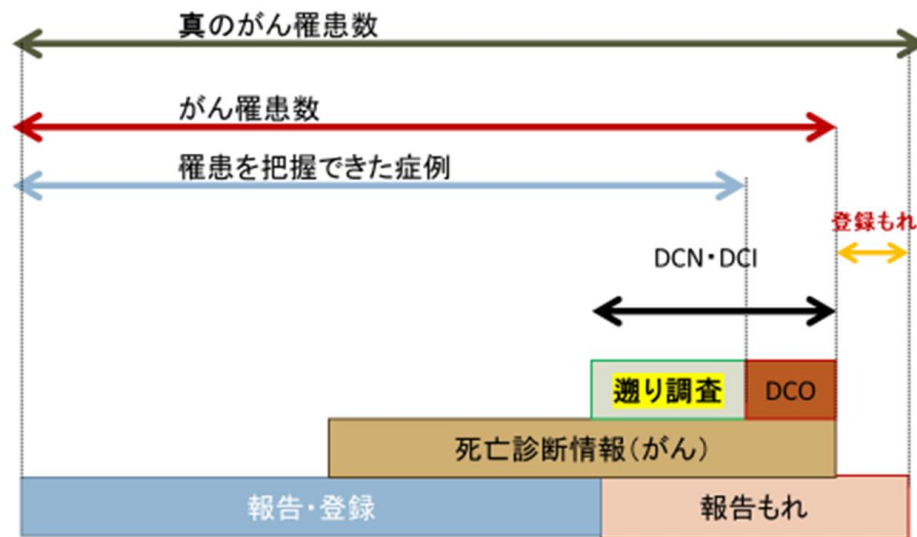 真のがん罹患数
がん罹患数
罹患を把握できた症例
登録もれ
DCN・DCI
遡り調査
DCO
死亡診断情報(がん)
報告・登録
報告もれ